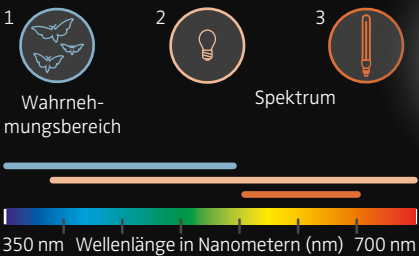 1 2 3
Wahrneh-
mungsbereich
Spektrum
350 nm Wellenlänge in Nanometern (nm) 700 nm